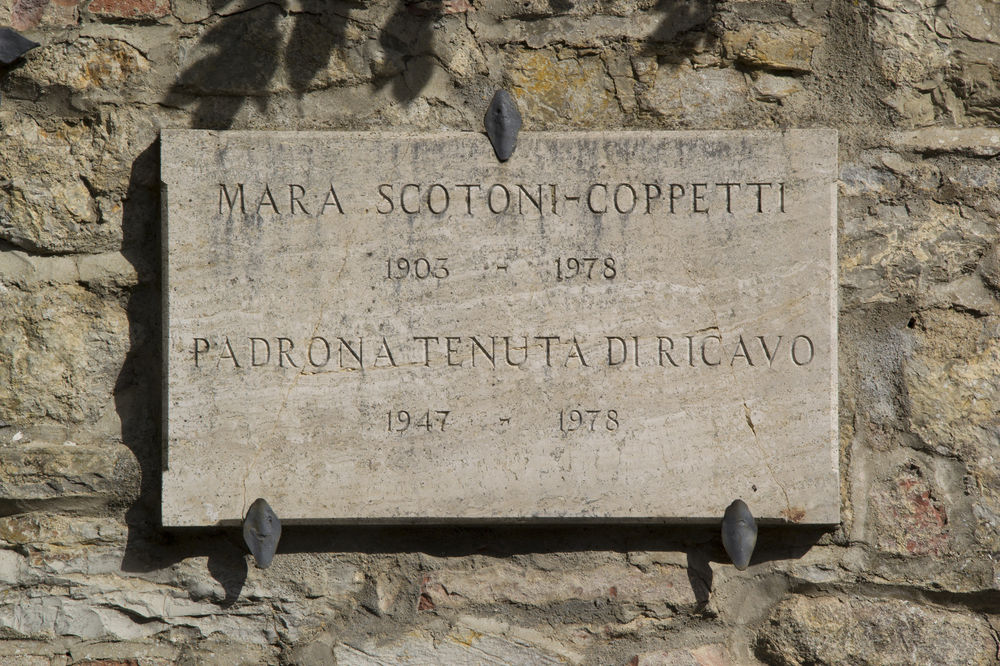 MARA SCOTONI-COPPETTI
1903 - 1978
PADRONA TENUTA DI RICAVO
1947 - 1978